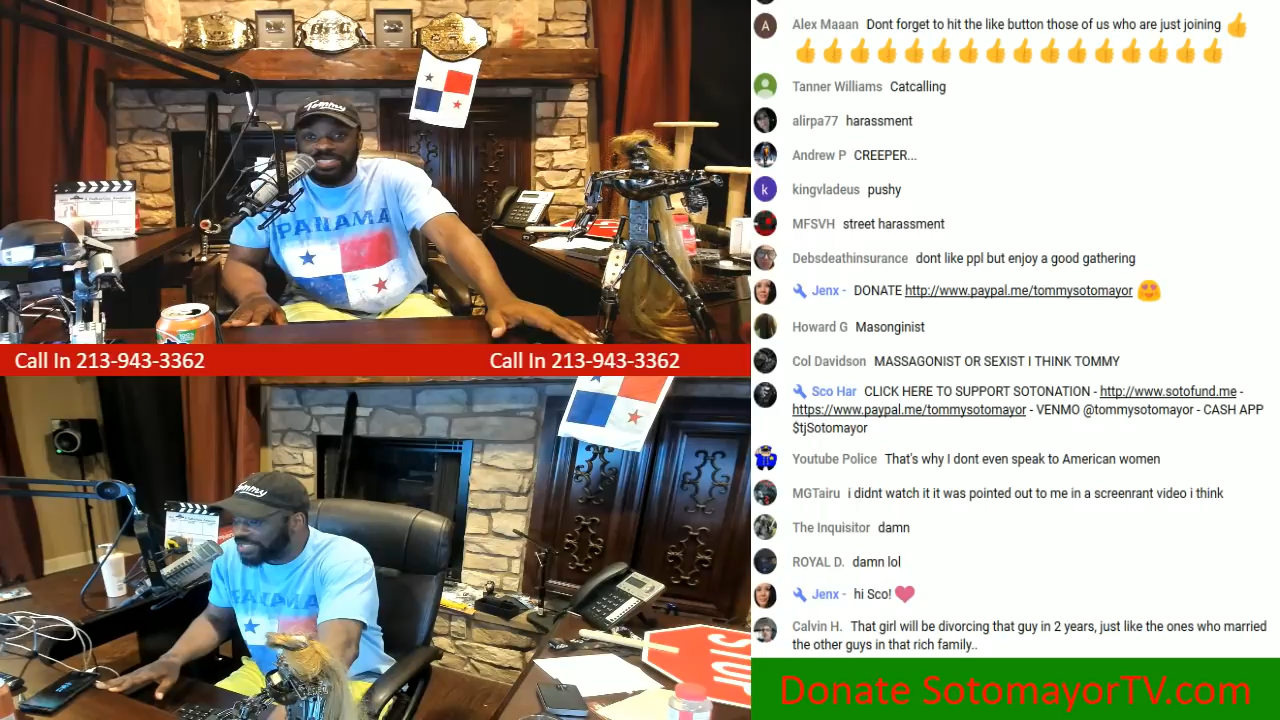 Tommy
PANAMA
Call In 213-943-3362
Call In 213-943-3362
Tommy
PANAMA
STOP
Alex Maaan Dont forget to hit the like button those of us who are just joining 👍
👍👍👍👍👍👍👍👍👍👍👍👍👍👍👍👍
Tanner Williams Catcalling
alirpa77 harassment
Andrew P CREEPER...
k
kingvladeus pushy
MFSVH street harassment
Debsdeathinsurance dont like ppl but enjoy a good gathering
Jenx - DONATE http://www.paypal.me/tommysotomayor 😍
Howard G Masonginist
Col Davidson MASSAGONIST OR SEXIST I THINK TOMMY
Sco Har CLICK HERE TO SUPPORT SOTONATION - http://www.sotofund.me -
https://www.paypal.me/tommysotomayor - VENMO @tommysotomayor - CASH APP
$tjSotomayor
Youtube Police That's why I dont even speak to American women
MGTairu i didnt watch it it was pointed out to me in a screenrant video i think
The Inquisitor damn
ROYAL D. damn lol
Jenx - hi Sco! ❤
Calvin H. That girl will be divorcing that guy in 2 years, just like the ones who married
the other guys in that rich family..
Donate SotomayorTV.com